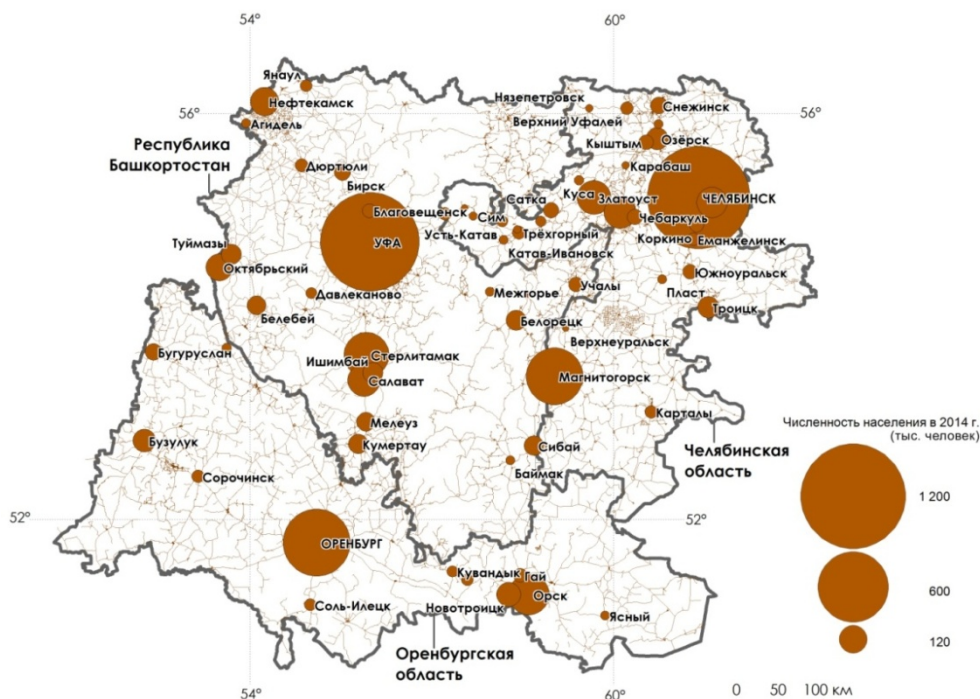 54°
60°
Янаул
Нефтекамск
Агидель
56°
Нязепетровск
Снежинск
56°
Верхний Уфалей
Кыштым
Озёрск
Республика
Башкортостан
Дюртюли
Бирск
Карабаш
Куса
Златоуст
ЧЕЛЯБИНСК
Сатка
Благовещенск
Сим
Чебаркуль
Усть-Катав
Трёхгорный
Коркино
Еманжелинск
УФА
Туймазы
Октябрьский
Катав-Ивановск
Южноуральск
Давлеканово
Межгорье
Учалы
Пласт
Троицк
Белебей
Белорецк
Верхнеуральск
Бугуруслан
Стерлитамак
Ишимбай
Салават
Магнитогорск
Карталы
Мелеуз
Кумертау
Сибай
Баймак
Челябинская
область
Бузулук
Сорочинск
52°
52°
ОРЕНБУРГ
Кувандык
Гай
Орск
Новотроицк
Соль-Илецк
Ясный
Оренбургская
область
54°
60°
Численность населения в 2014 г.
(тыс. человек)
1 200
600
120
0 50 100 км